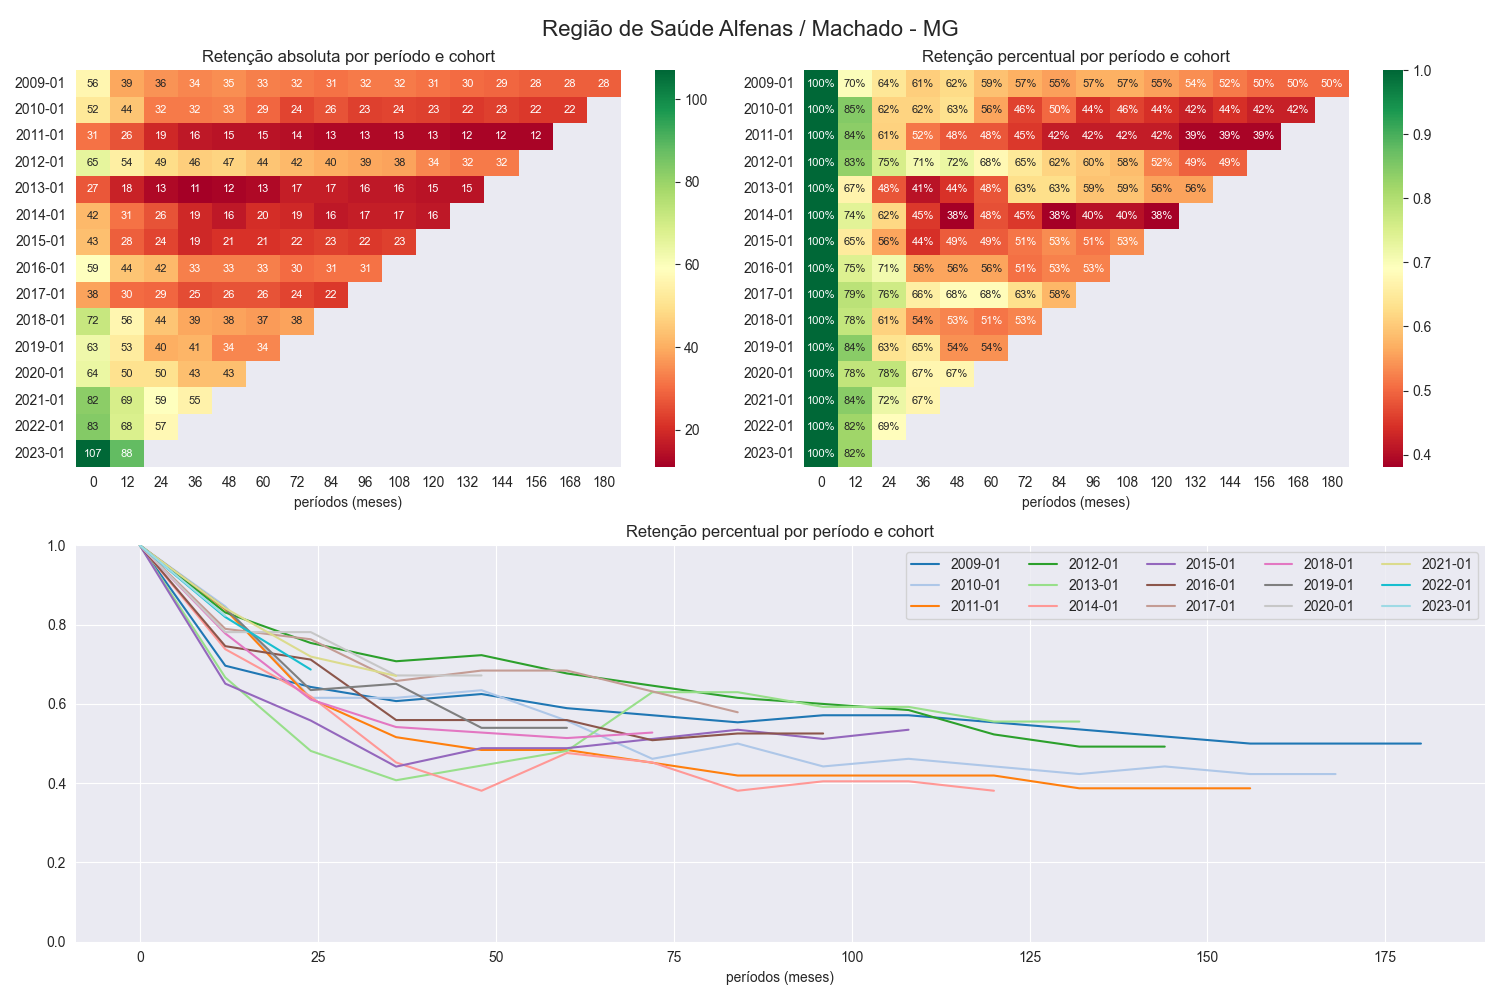 Região de Saúde Alfenas / Machado - MG
Retenção absoluta por período e cohort
2009-01 56 39 36 34 35 33 32 31 32 32 31 30 29 28 28 28
2010-01 52 44 32 32 33 29 24 26 23 24 23 22 23 22 22
2011-01 31 26 19 16 15 15 14 13 13 13 13 12 12 12
2012-01 65 54 49 46 47 44 42 40 39 38 34 32 32
2013-01 27 18 13 11 12 13 17 17 16 16 15 15
2014-01 42 31 26 19 16 20 19 16 17 17 16
2015-01 43 28 24 19 21 21 22 23 22 23
2016-01 59 44 42 33 33 33 30 31 31
2017-01 38 30 29 25 26 26 24 22
2018-01 72 56 44 39 38 37 38
2019-01 63 53 40 41 34 34
2020-01 64 50 50 43 43
2021-01 82 69 59 55
2022-01 83 68 57
2023-01 107 88
0 12 24 36 48 60 72 84 96 108 120 132 144 156 168 180
períodos (meses)
100
80
60
40
20
Retenção percentual por período e cohort
2009-01 100% 70% 64% 61% 62% 59% 57% 55% 57% 57% 55% 54% 52% 50% 50% 50%
2010-01 100% 85% 62% 62% 63% 56% 46% 50% 44% 46% 44% 42% 44% 42% 42%
2011-01 100% 84% 61% 52% 48% 48% 45% 42% 42% 42% 42% 39% 39% 39%
2012-01 100% 83% 75% 71% 72% 68% 65% 62% 60% 58% 52% 49% 49%
2013-01 100% 67% 48% 41% 44% 48% 63% 63% 59% 59% 56% 56%
2014-01 100% 74% 62% 45% 38% 48% 45% 38% 40% 40% 38%
2015-01 100% 65% 56% 44% 49% 49% 51% 53% 51% 53%
2016-01 100% 75% 71% 56% 56% 56% 51% 53% 53%
2017-01 100% 79% 76% 66% 68% 68% 63% 58%
2018-01 100% 78% 61% 54% 53% 51% 53%
2019-01 100% 84% 63% 65% 54% 54%
2020-01 100% 78% 78% 67% 67%
2021-01 100% 84% 72% 67%
2022-01 100% 82% 69%
2023-01 100% 82%
0 12 24 36 48 60 72 84 96 108 120 132 144 156 168 180
períodos (meses)
1.0
0.9
0.8
0.7
0.6
0.5
0.4
Retenção percentual por período e cohort
1.0
0.8
0.6
0.4
0.2
0.0
2009-01 2012-01 2015-01 2018-01 2021-01
2010-01 2013-01 2016-01 2019-01 2022-01
2011-01 2014-01 2017-01 2020-01 2023-01
0 25 50 75 100 125 150 175
períodos (meses)